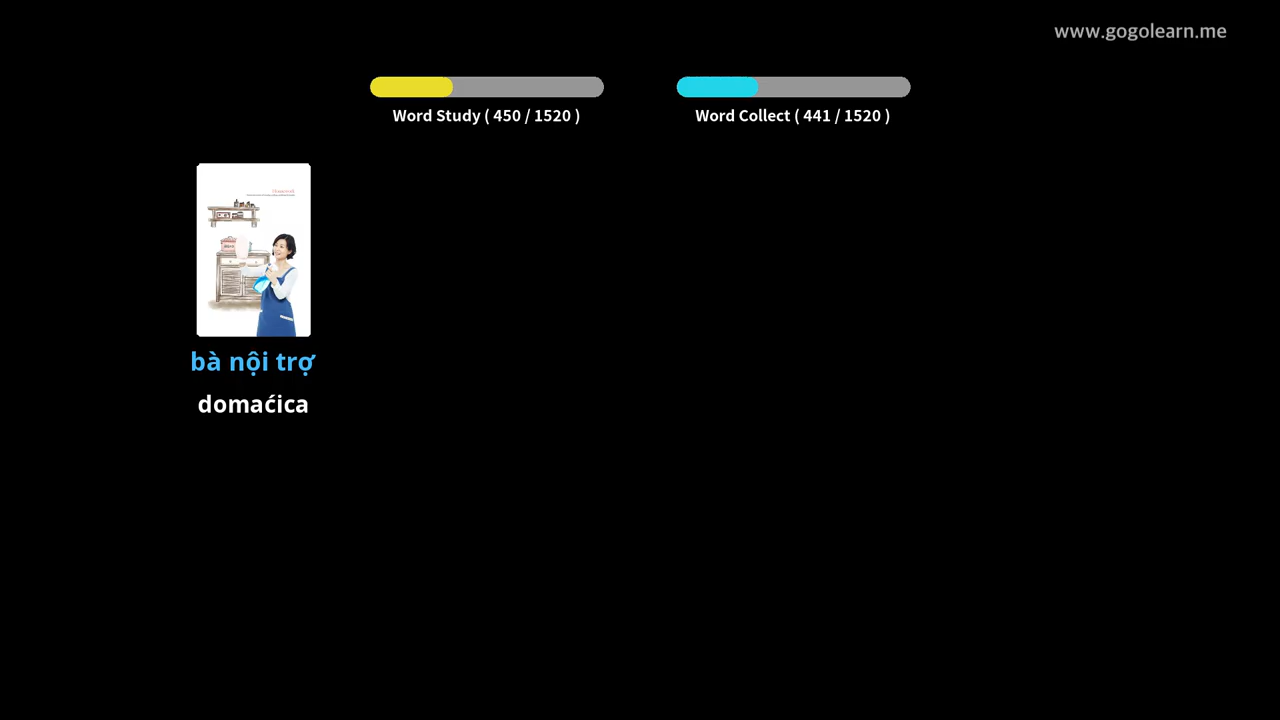 www.gogolearn.me
Word Study ( 450 / 1520 )
Word Collect ( 441 / 1520 )
bà nội trợ
domaćica